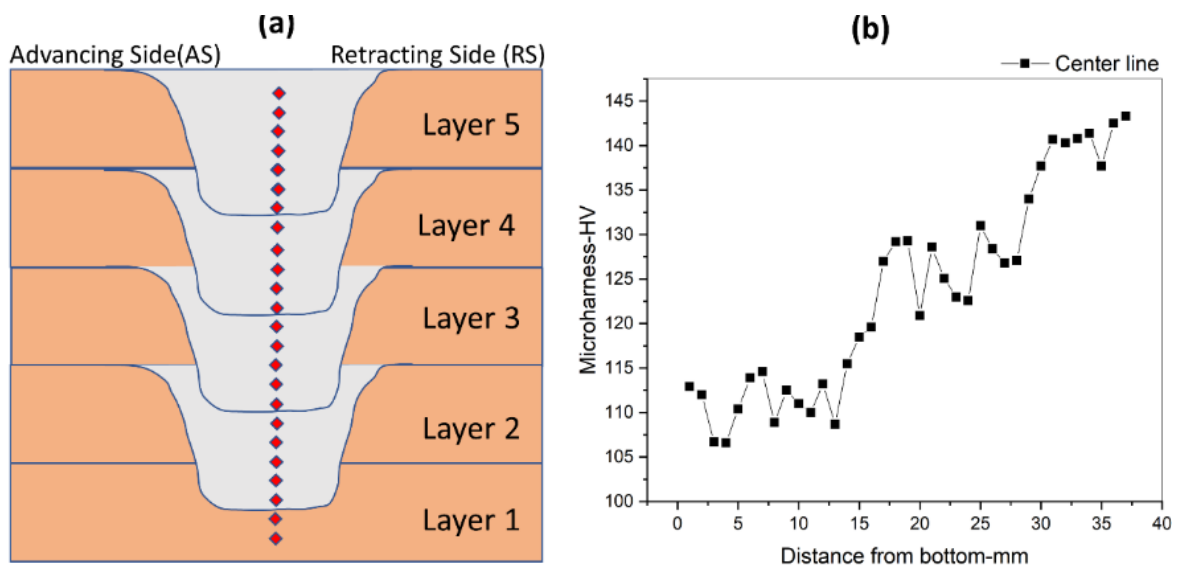 (a)
Advancing Side(AS) Retracting Side (RS)
Layer 5
Layer 4
Layer 3
Layer 2
Layer 1
(b)
Center line
145
140
135
130
125
120
115
110
105
100
Microharness-HV
0 5 10 15 20 25 30 35 40
Distance from bottom-mm